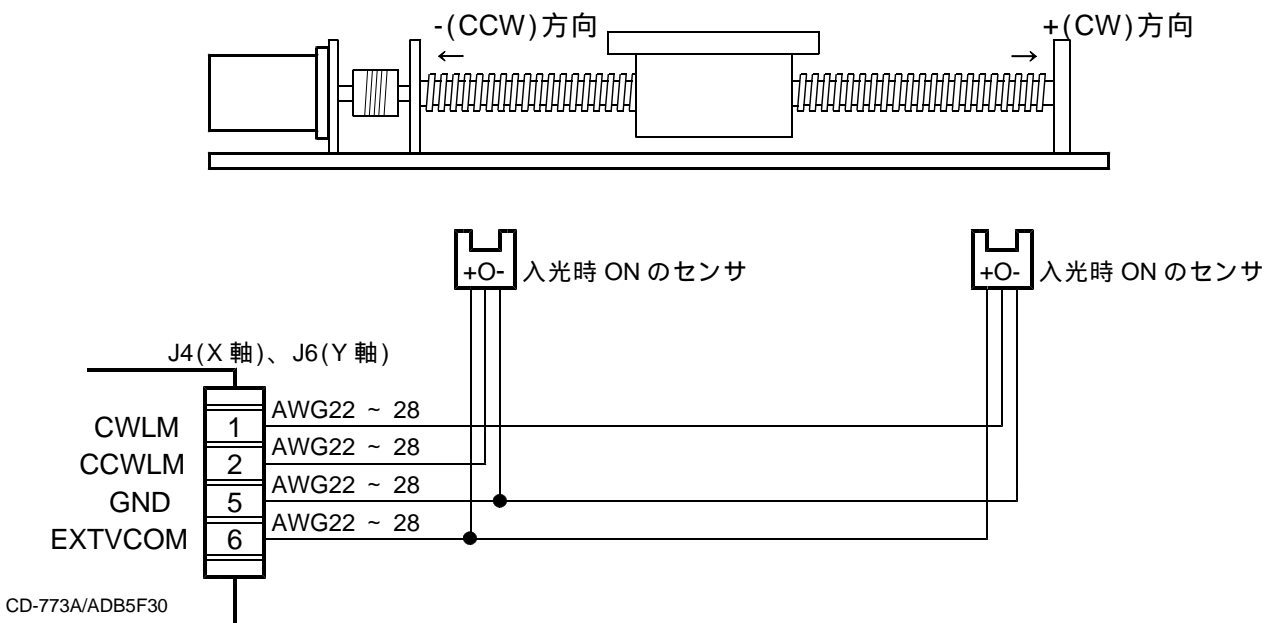 -(CCW)方向 +(CW)方向
← →
+O- 入光時 ON のセンサ +O- 入光時 ON のセンサ
J4(X 軸)、J6(Y 軸)
CWLM 1 AWG22 ~ 28
CCWLM 2 AWG22 ~ 28
GND 5 AWG22 ~ 28
EXTVCOM 6 AWG22 ~ 28
CD-773A/ADB5F30